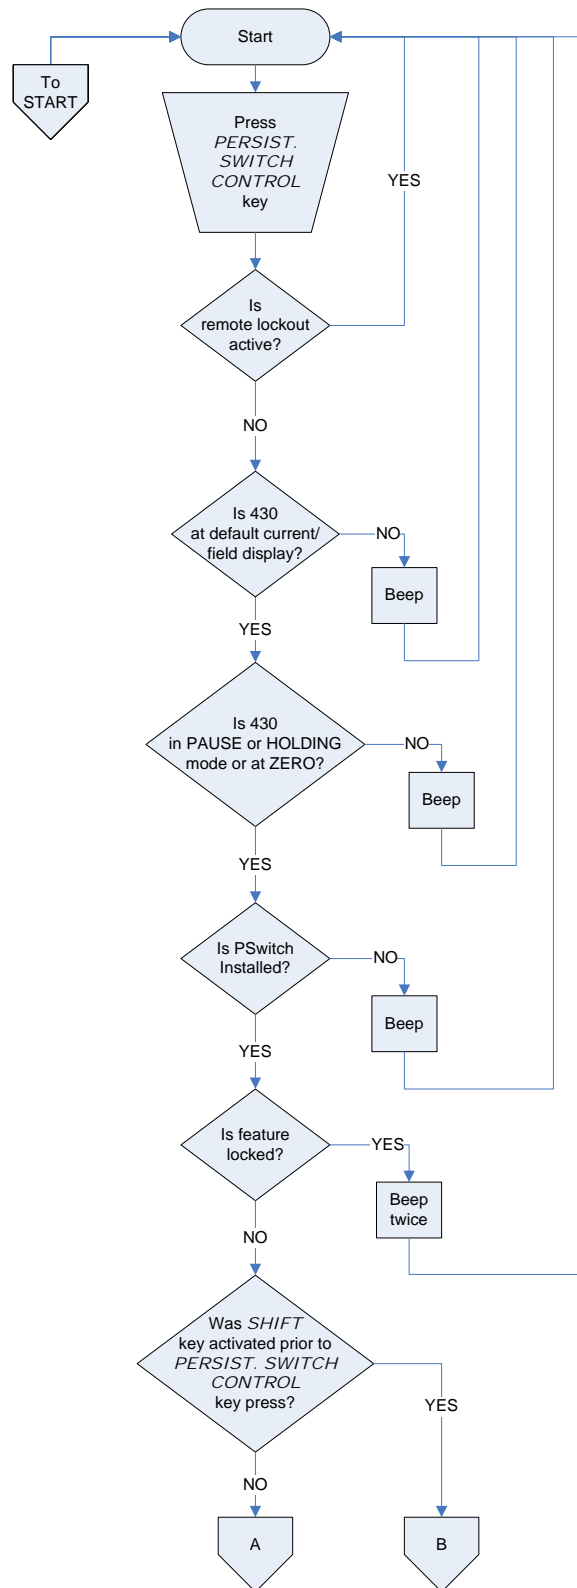 Start
To
START
Press
PERSIST.
SWITCH
CONTROL
key
YES
Is
remote lockout
active?
NO
Is 430
at default current/
field display?
NO
Beep
YES
Is 430
in PAUSE or HOLDING
mode or at ZERO?
NO
Beep
YES
Is PSwitch
Installed?
NO
Beep
YES
Is feature
locked?
YES
Beep
twice
NO
Was SHIFT
key activated prior to
PERSIST. SWITCH
CONTROL
key press?
YES
NO
A
B